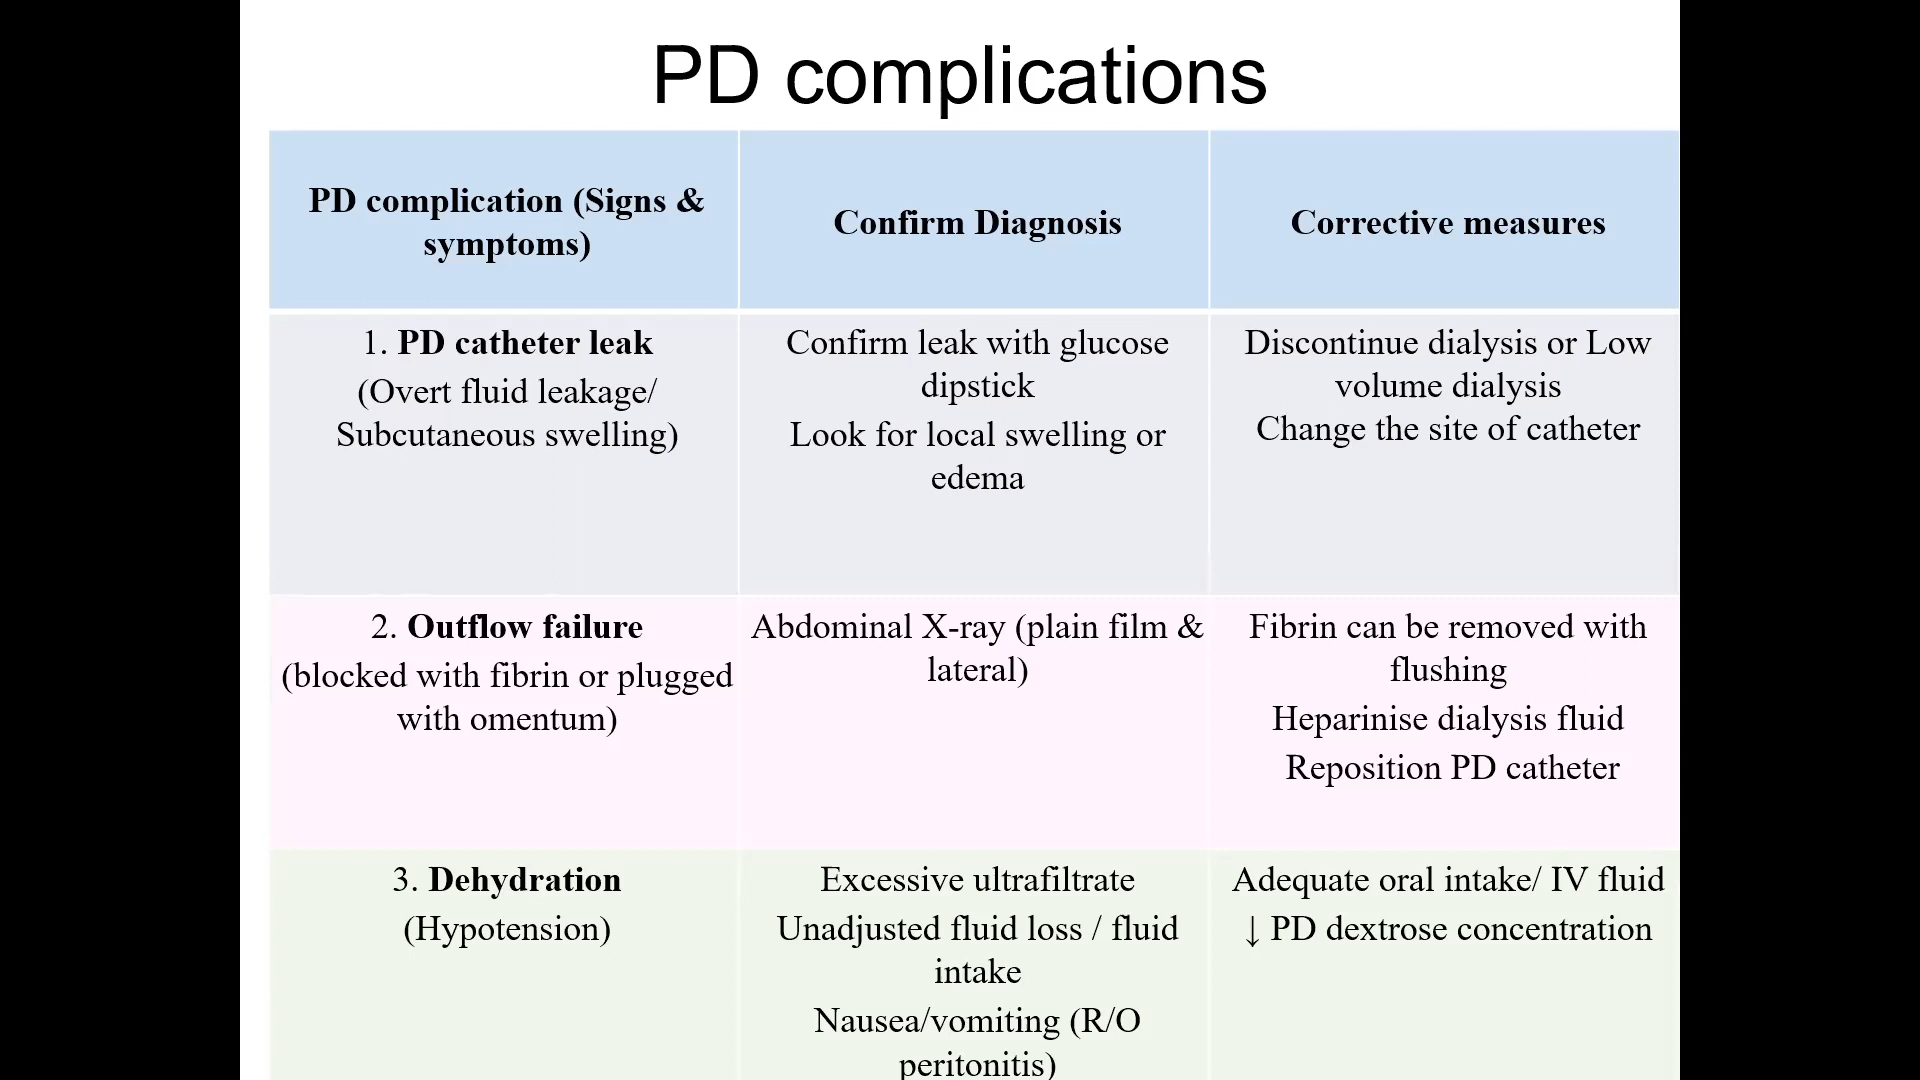 PD complications
PD complication (Signs &
symptoms)
Confirm Diagnosis
Corrective measures
1. PD catheter leak
(Overt fluid leakage/
Subcutaneous swelling)
Confirm leak with glucose
dipstick
Look for local swelling or
edema
Discontinue dialysis or Low
volume dialysis
Change the site of catheter
2. Outflow failure
(blocked with fibrin or plugged
with omentum)
Abdominal X-ray (plain film &
lateral)
Fibrin can be removed with
flushing
Heparinise dialysis fluid
Reposition PD catheter
3. Dehydration
(Hypotension)
Excessive ultrafiltrate
Unadjusted fluid loss / fluid
intake
Nausea/vomiting (R/O
peritonitis)
Adequate oral intake/ IV fluid
↓ PD dextrose concentration